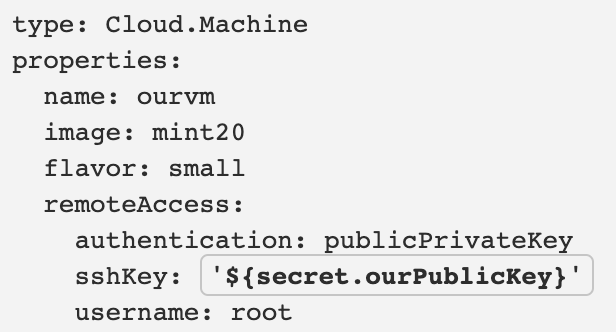 type: Cloud.Machine
properties:
  name: ourvm
  image: mint20
  flavor: small
  remoteAccess:
    authentication: publicPrivateKey
    sshKey: '${secret.ourPublicKey}'
    username: root